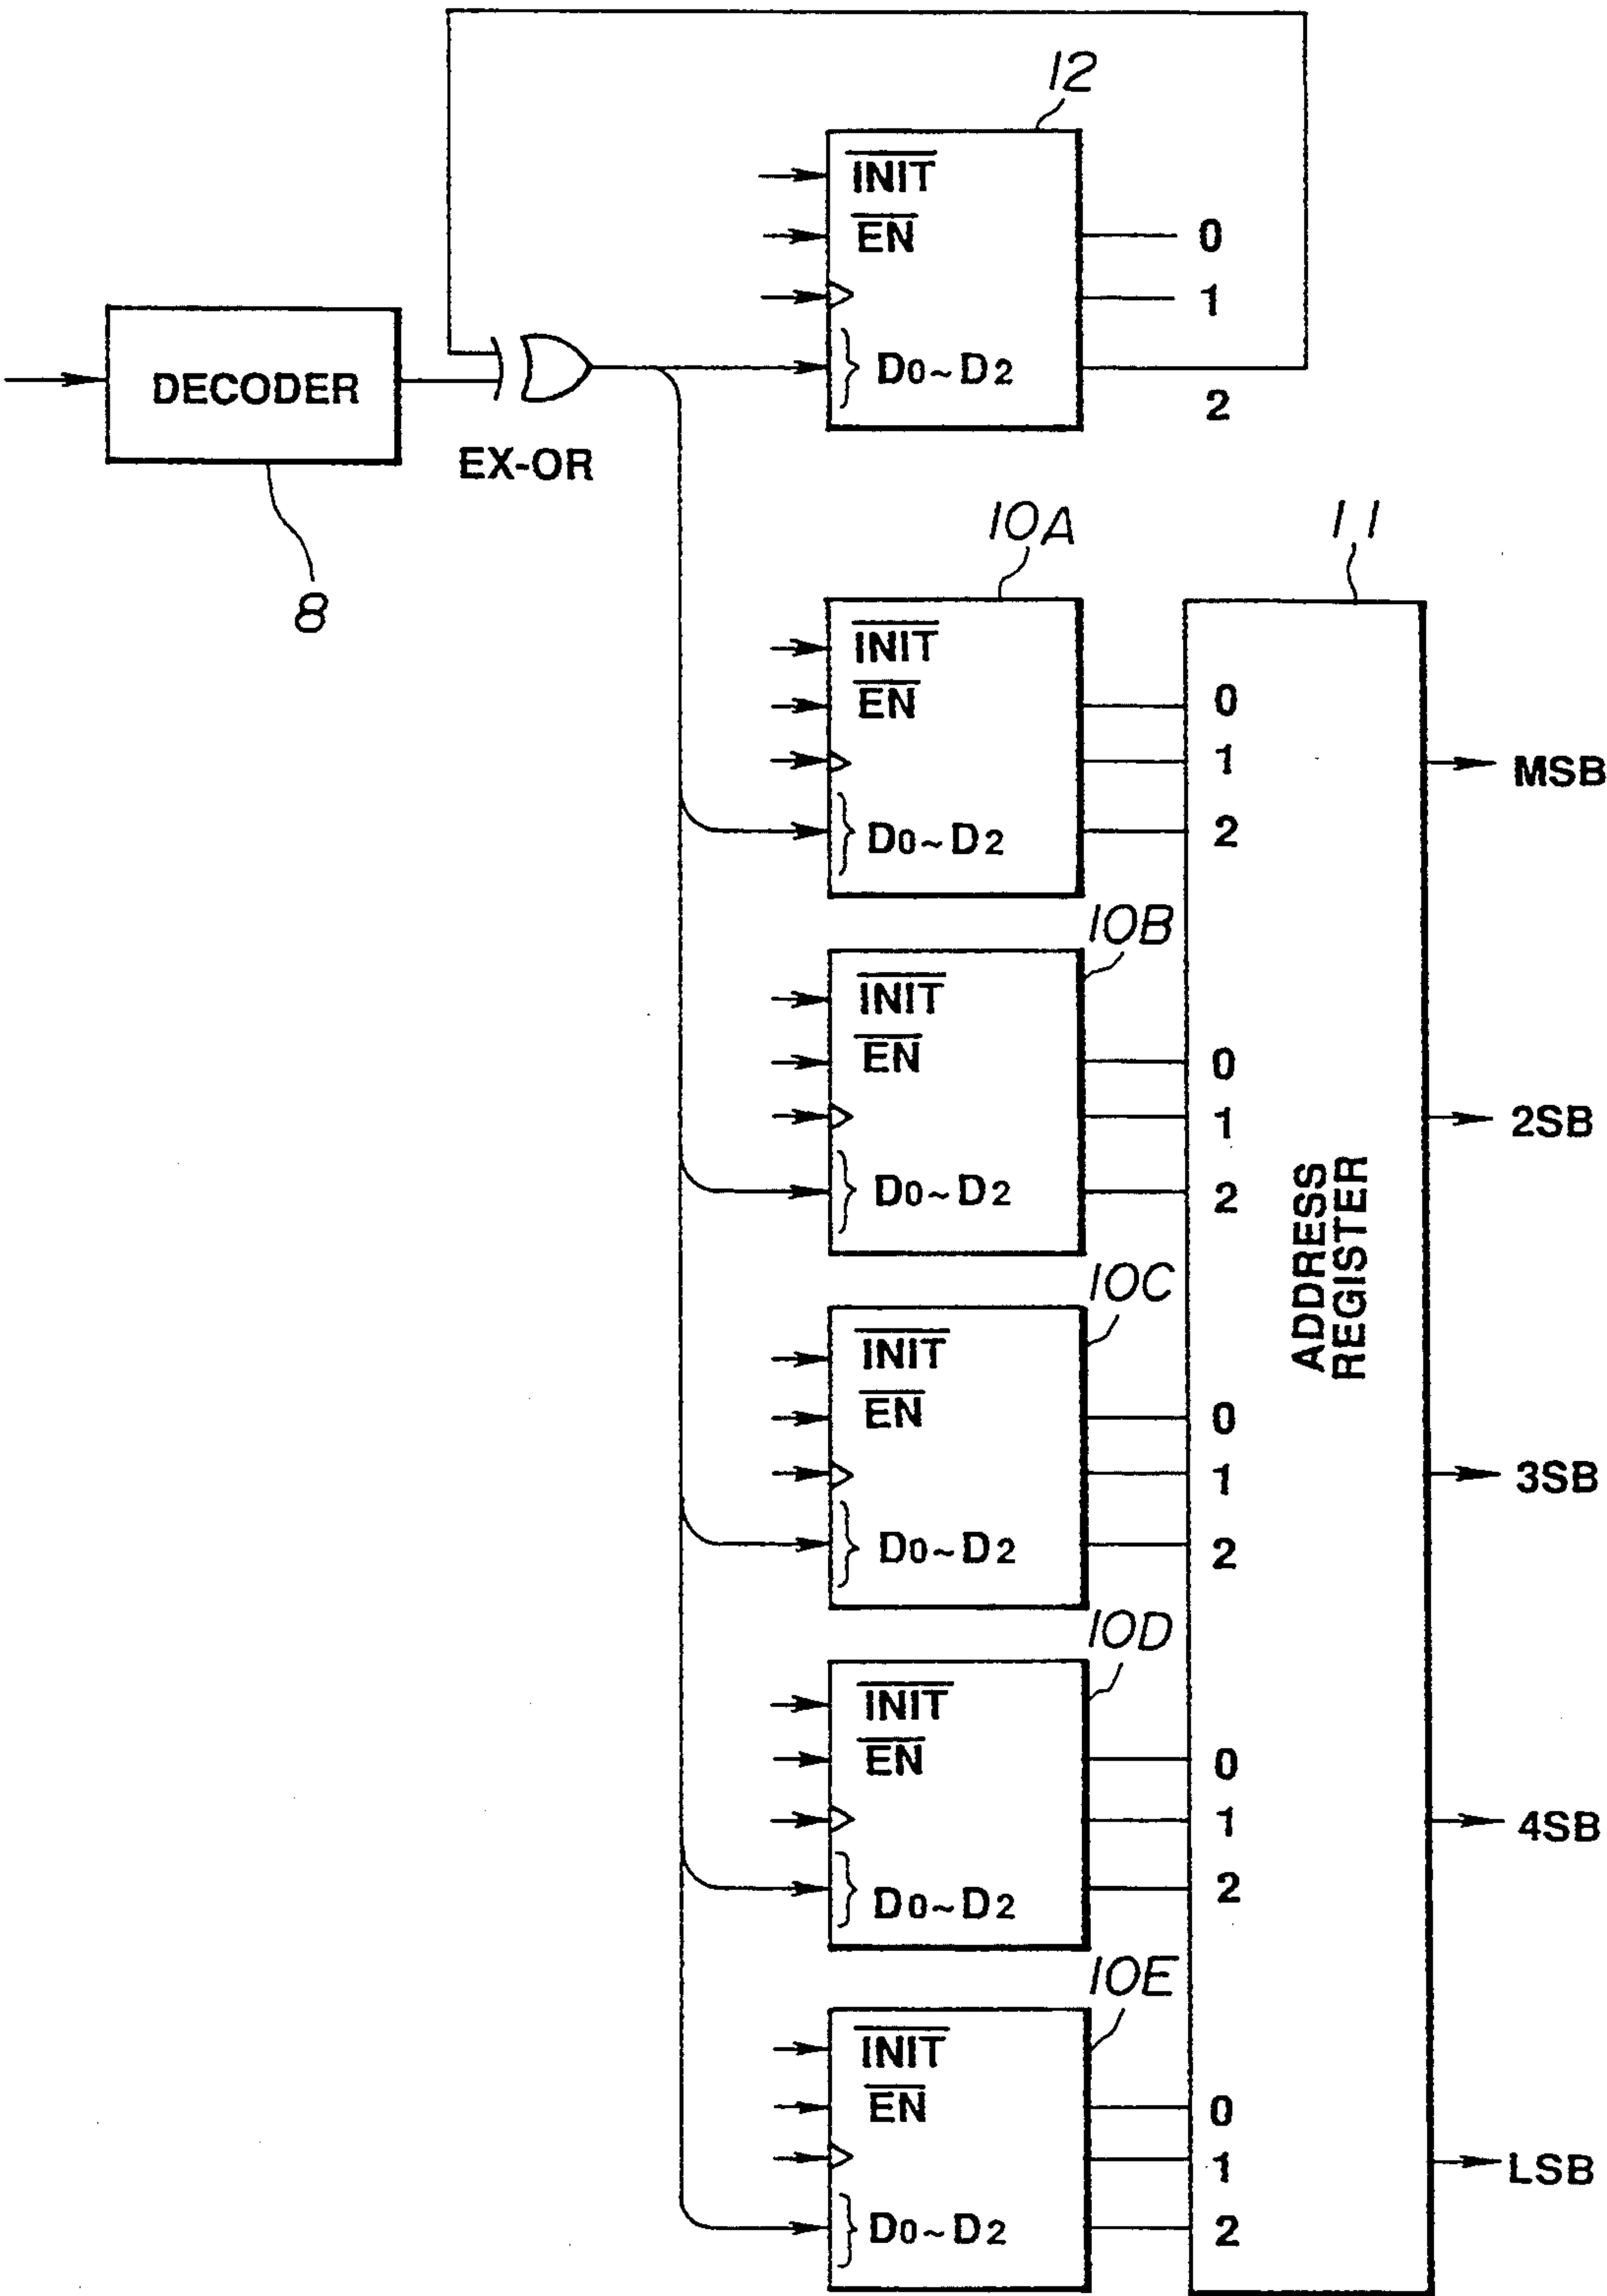 12
INIT
EN
0
1
D0~D2
2
DECODER
EX-OR
8
10A
11
INIT
EN
0
1
MSB
D0~D2
2
10B
INIT
EN
0
1
2SB
D0~D2
2
ADDRESS
REGISTER
10C
INIT
EN
0
1
3SB
D0~D2
2
10D
INIT
EN
0
1
4SB
D0~D2
2
10E
INIT
EN
0
1
LSB
D0~D2
2